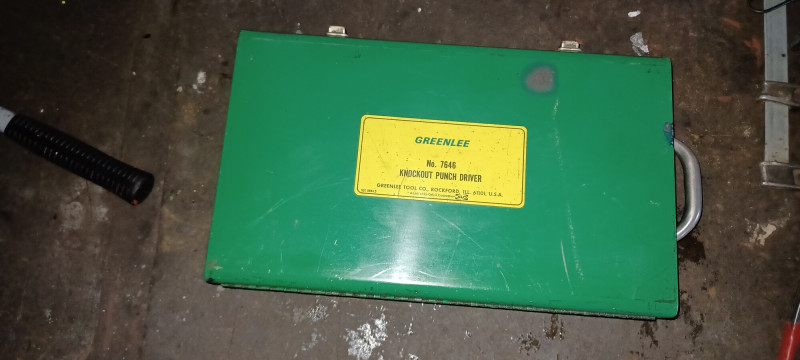 GREENLEE
No. 7646
KNOCKOUT PUNCH DRIVER
GREENLEE TOOL CO., ROCKFORD, ILL. 61101, U.S.A.